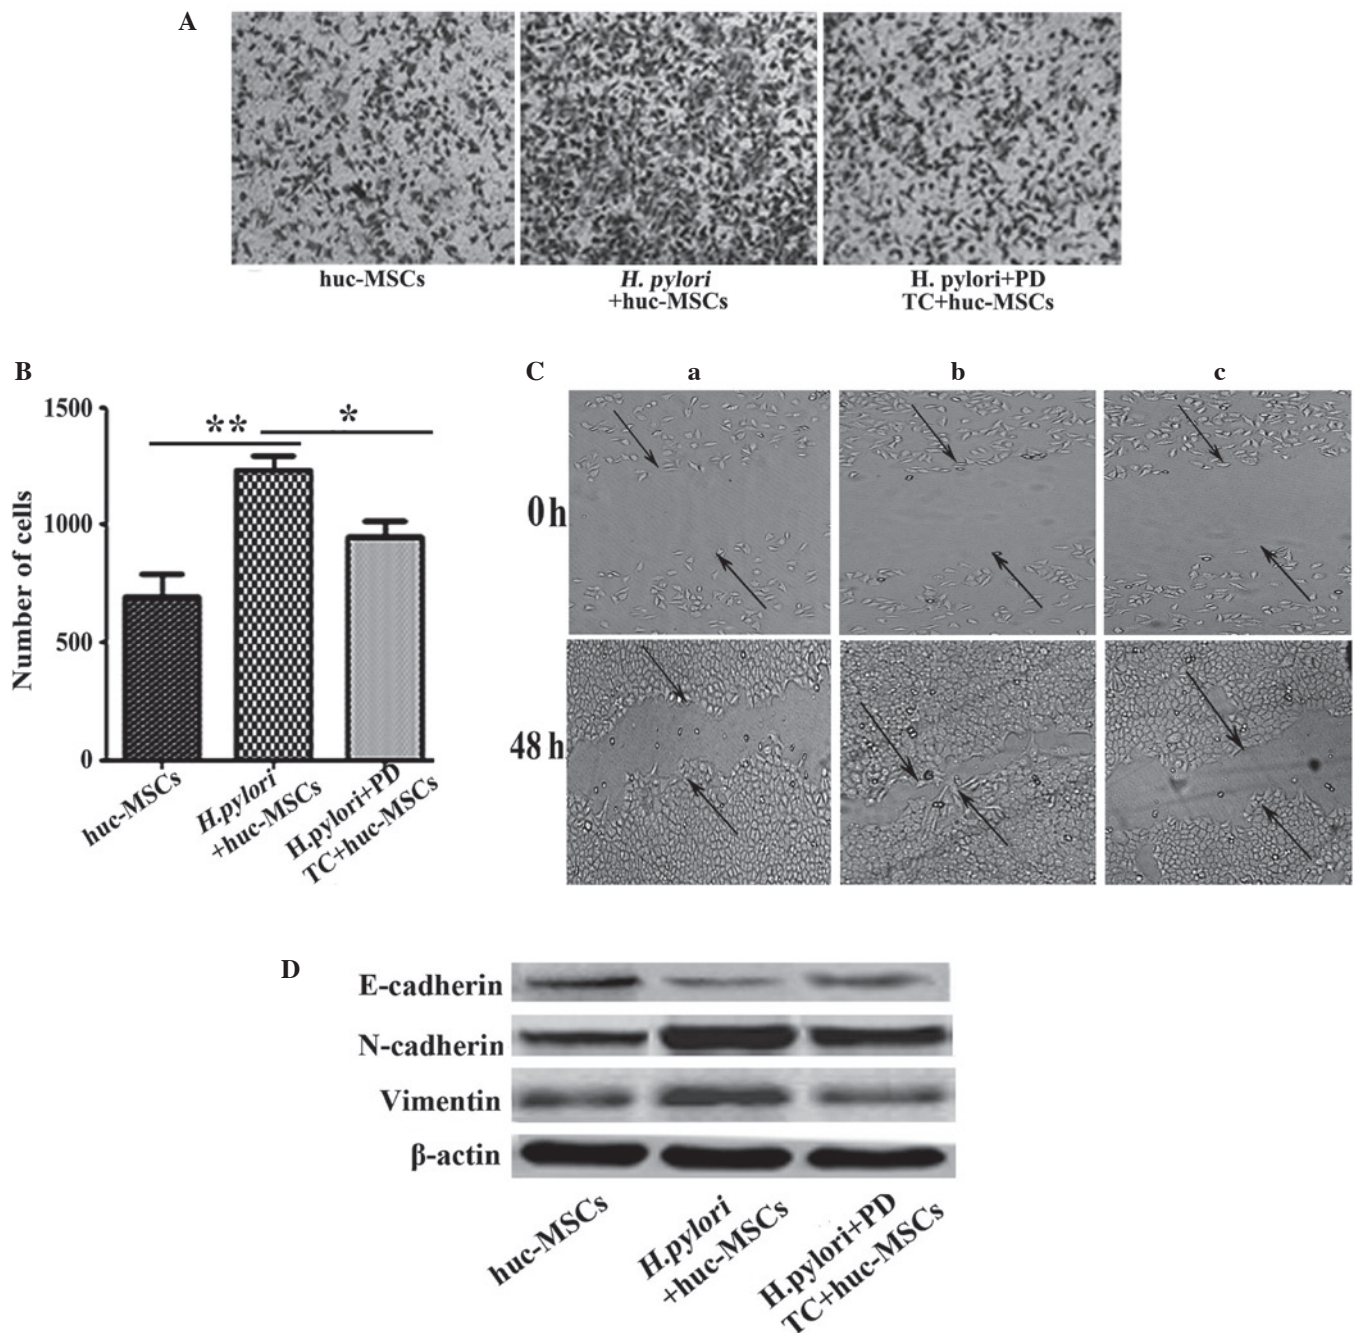 A
huc-MSCs
H. pylori
+huc-MSCs
H. pylori+PD
TC+huc-MSCs
B
Number of cells
1500
1000
500
0
**
*
huc-MSCs
H.pylori
+huc-MSCs
H.pylori+PD
TC+huc-MSCs
C
a
b
c
0 h
48 h
D
E-cadherin
N-cadherin
Vimentin
β-actin
huc-MSCs
H.pylori
+huc-MSCs
H.pylori+PD
TC+huc-MSCs